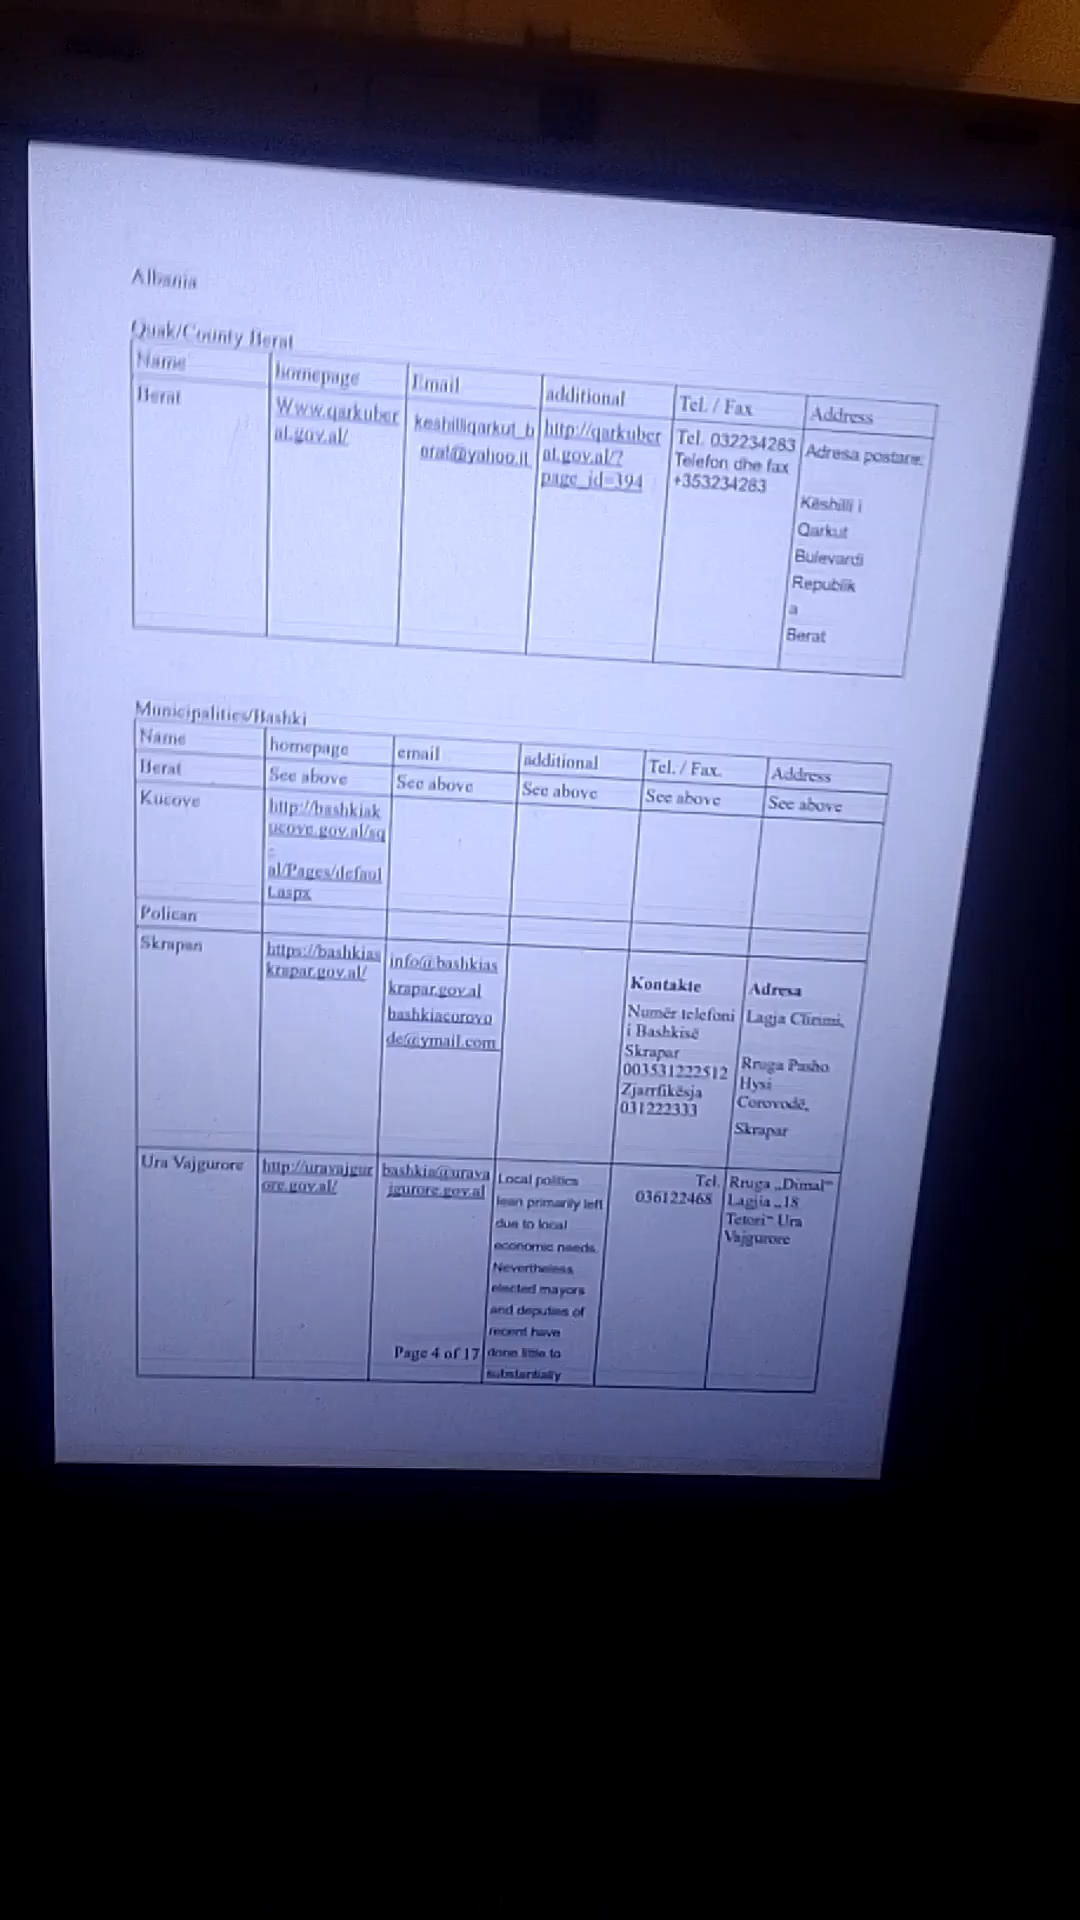 Albania
Quak/County Berat
Name homepage Email additional Tel. / Fax Address
Berat
Www.qarkuber
at.gov.al/
keshilliqarkut_b
erat@yahoo.it
http://qarkuber
at.gov.al/?
page_id=394
Tel. 032234283
Telefon dhe fax
+353234283
Adresa postare:
Këshilli i
Qarkut
Bulevardi
Republik
a
Berat
Municipalities/Bashki
Name homepage email additional Tel. / Fax. Address
Berat See above See above See above See above See above
Kucove
http://bashkiak
ucove.gov.al/sq
-
al/Pages/defaul
t.aspx
Polican
Skrapan
https://bashkias
krapar.gov.al/
info@bashkias
krapar.gov.al
bashkiacorovo
de@ymail.com
Kontakte
Numër telefoni
i Bashkisë
Skrapar
003531222512
Zjarrfikësja
031222333
Adresa
Lagja Clirimi,
Rruga Pasho
Hysi
Corovodë,
Skrapar
Ura Vajgurore
http://uravajgur
ore.gov.al/
bashkia@urava
jgurore.gov.al
Local politics
lean primarily left
due to local
economic needs.
Nevertheless
elected mayors
and deputies of
recent have
done little to
substantially
Tel.
036122468
Rruga „Dimal“
Lagjia „18
Tetori“ Ura
Vajgurore
Page 4 of 17